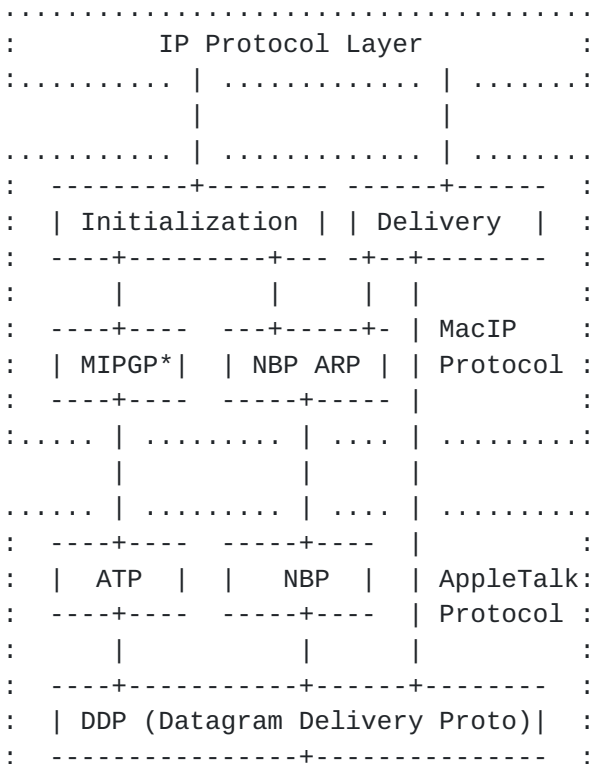 .......................................
:          IP Protocol Layer          :
:.......... | ............. | .......:
            |               |
........... | ............. | ........
:  ---------+-------- ------+------  :
:  | Initialization | | Delivery  |  :
:  ----+---------+--- -+--+--------  :
:      |         |     |  |          :
:  ----+----  ---+-----+- | MacIP    :
:  | MIPGP*|  | NBP ARP | | Protocol :
:  ----+----  -----+----- |          :
:..... | ......... | .... | .........:
       |           |      |
...... | ......... | .... | ..........
:  ----+----  -----+----  |          :
:  |  ATP  |  |   NBP  |  | AppleTalk:
:  ----+----  -----+----  | Protocol :
:      |           |      |          :
:  ----+-----------+------+--------  :
:  | DDP (Datagram Delivery Proto)|  :
:  ----------------+---------------  :